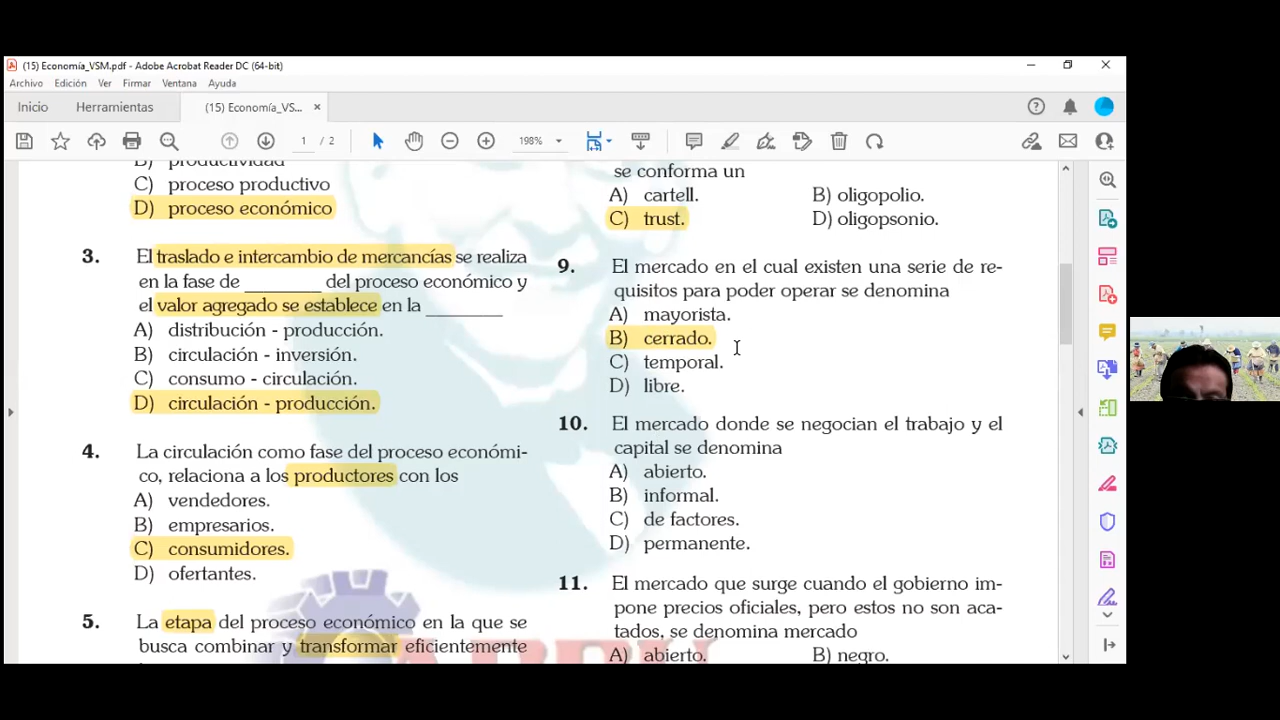 (15) Economía_VSM.pdf - Adobe Acrobat Reader DC (64-bit)
Archivo Edición Ver Firmar Ventana Ayuda
Inicio Herramientas (15) Economía_VS... ×
1 / 2 198%
B) productividad
C) proceso productivo
D) proceso económico
3. El traslado e intercambio de mercancías se realiza
en la fase de ________ del proceso económico y
el valor agregado se establece en la ________
A) distribución - producción.
B) circulación - inversión.
C) consumo - circulación.
D) circulación - producción.
4. La circulación como fase del proceso económi-
co, relaciona a los productores con los
A) vendedores.
B) empresarios.
C) consumidores.
D) ofertantes.
5. La etapa del proceso económico en la que se
busca combinar y transformar eficientemente
se conforma un
A) cartell. B) oligopolio.
C) trust. D) oligopsonio.
9. El mercado en el cual existen una serie de re-
quisitos para poder operar se denomina
A) mayorista.
B) cerrado.
C) temporal.
D) libre.
10. El mercado donde se negocian el trabajo y el
capital se denomina
A) abierto.
B) informal.
C) de factores.
D) permanente.
11. El mercado que surge cuando el gobierno im-
pone precios oficiales, pero estos no son aca-
tados, se denomina mercado
A) abierto. B) negro.